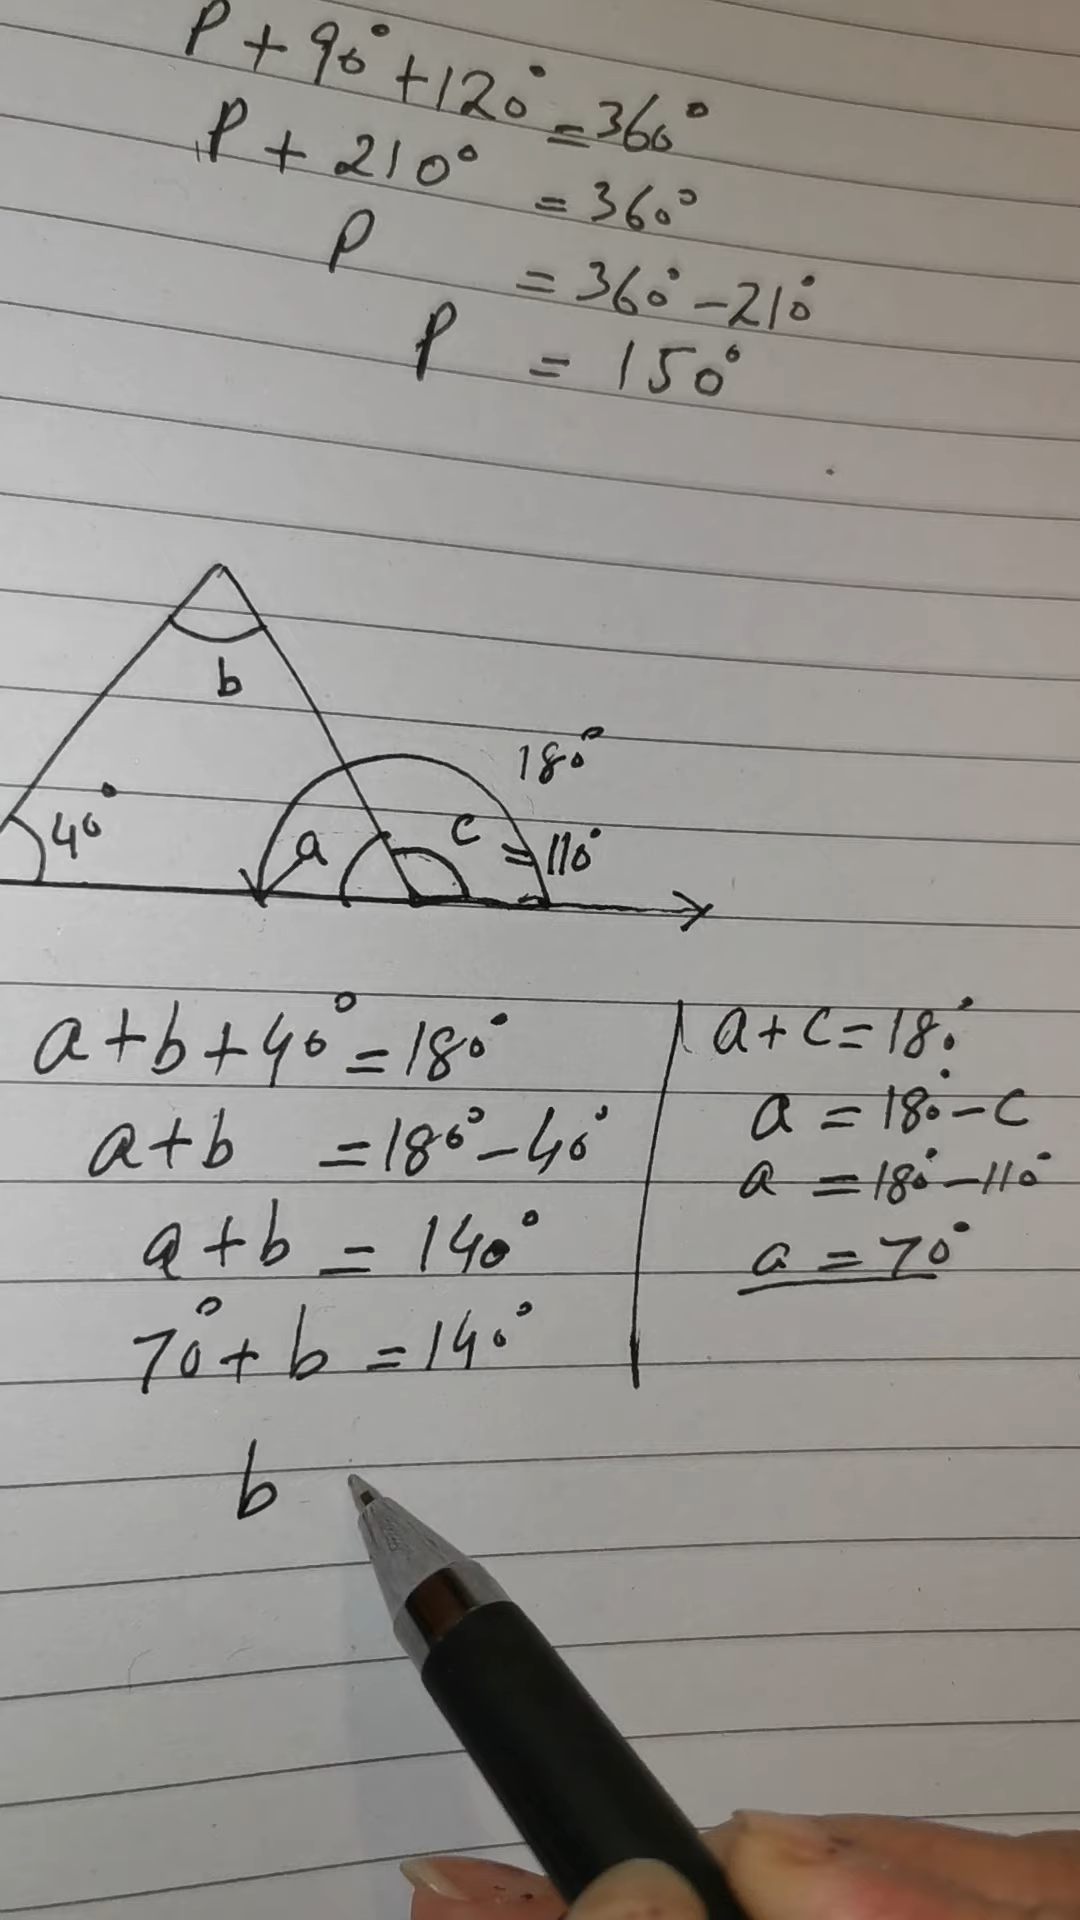 P + 90° + 120° = 360°
P + 210° = 360°
P = 360° - 210°
P = 150°
b
180°
40°
a
c = 110°
a + b + 40° = 180°
a + b = 180° - 40°
a + b = 140°
70° + b = 140°
b
a + c = 180°
a = 180° - c
a = 180° - 110°
a = 70°